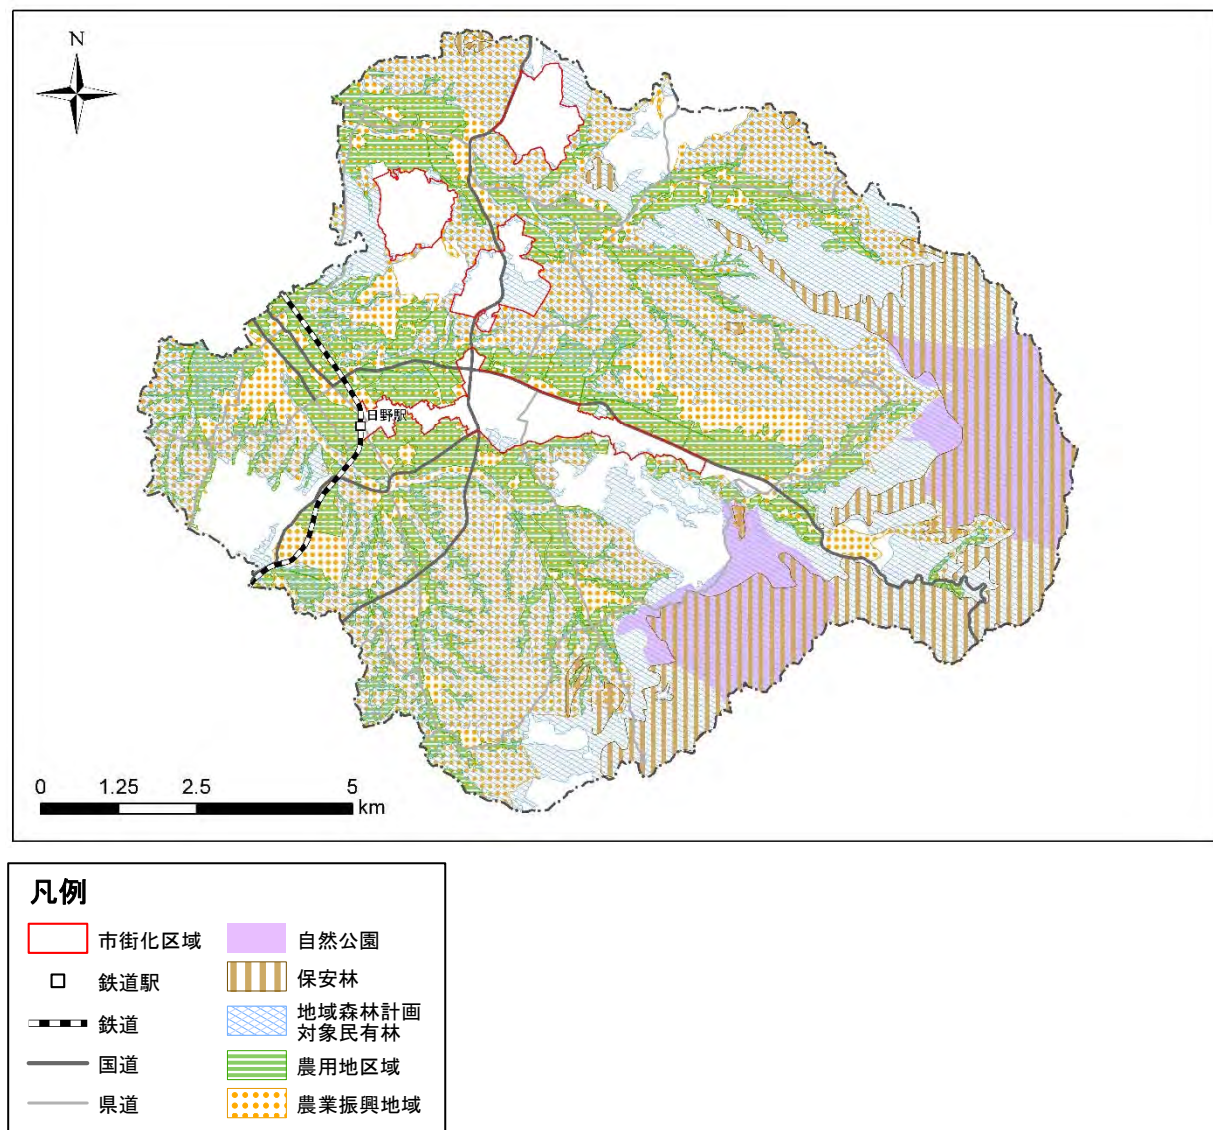 N
日野駅
0 1.25 2.5 5
km
凡例
市街化区域
鉄道駅
鉄道
国道
県道
自然公園
保安林
地域森林計画
対象民有林
農用地区域
農業振興地域